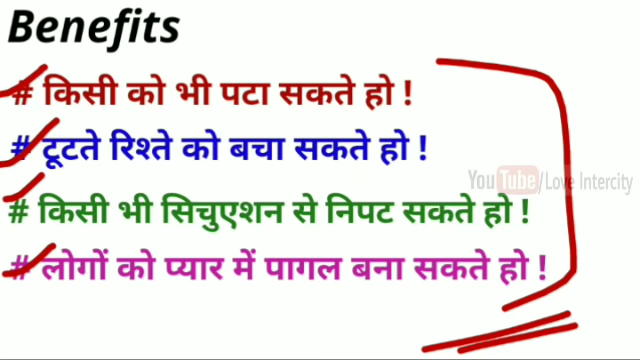 Benefits
# किसी को भी पटा सकते हो !
# टूटते रिश्ते को बचा सकते हो !
YouTube/Love Intercity
# किसी भी सिचुएशन से निपट सकते हो !
# लोगों को प्यार में पागल बना सकते हो !